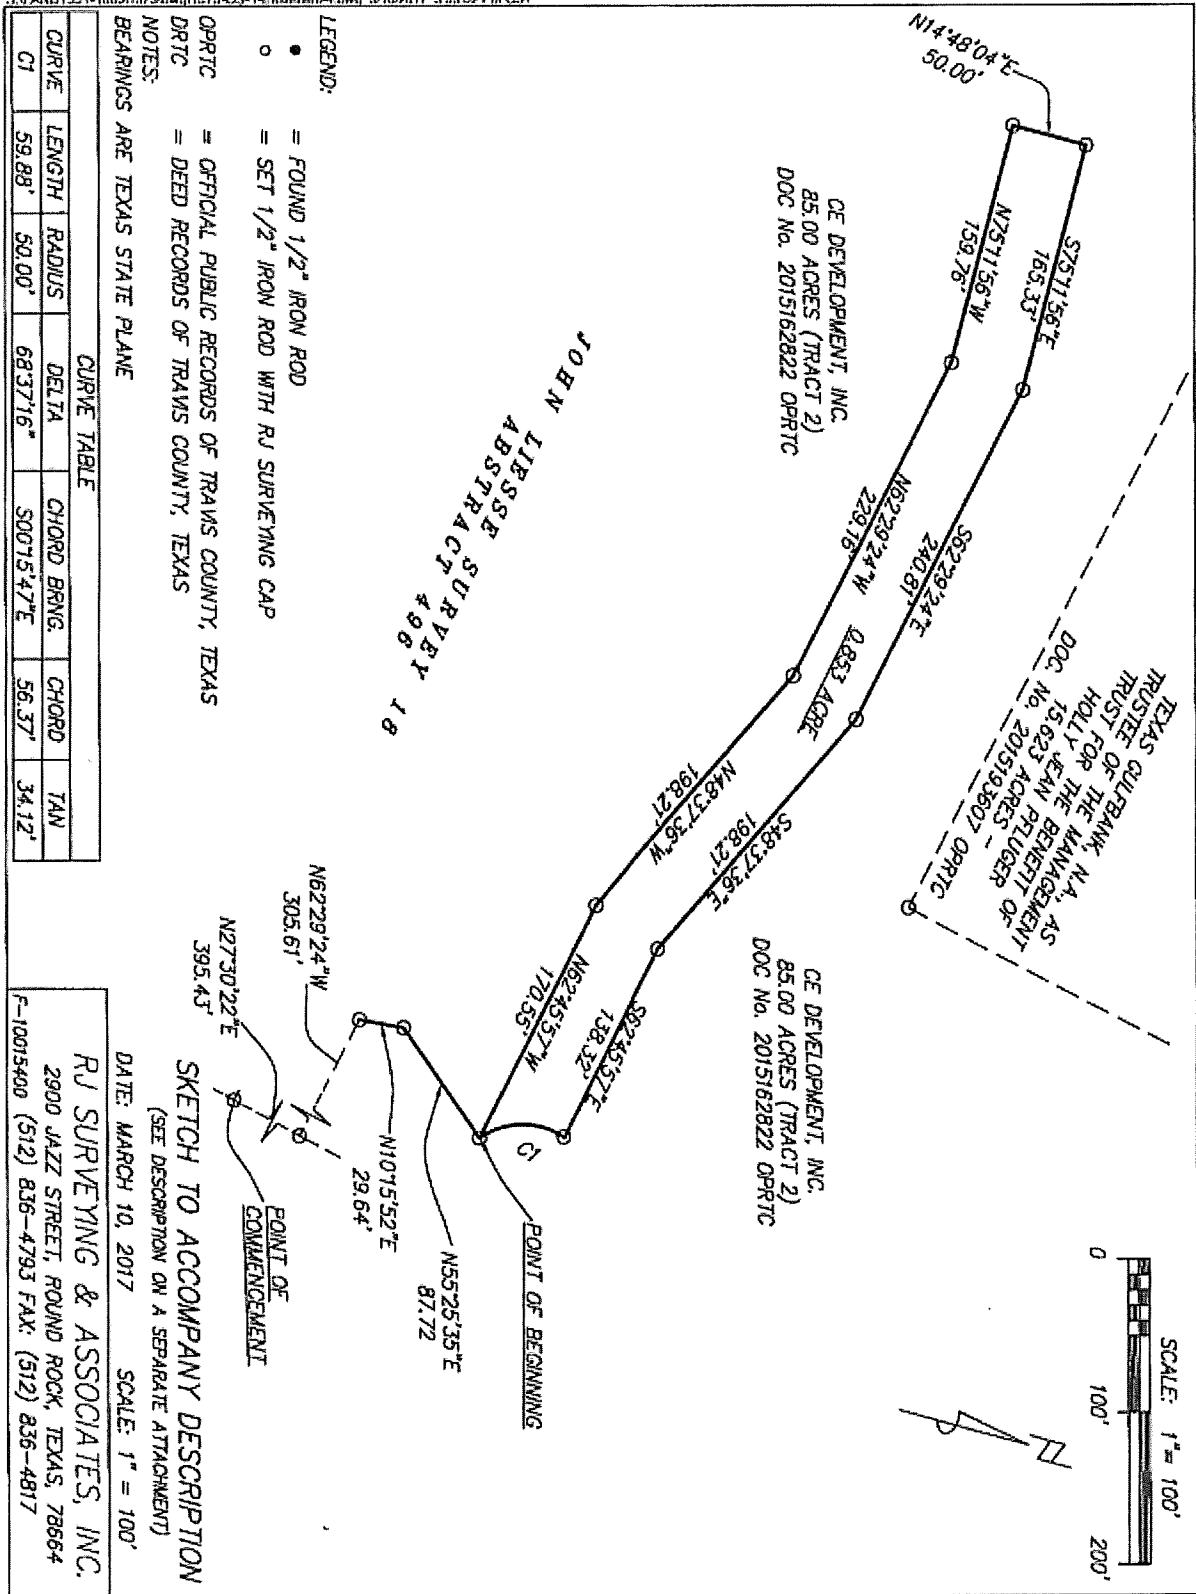 SCALE: 1"= 100'
0 100' 200'
N14°48'04"E
50.00'
S75°11'56"E
165.33'
N75°11'56"W
159.76'
TEXAS GULFBANK, N.A., AS
TRUSTEE OF THE MANAGEMENT
TRUST FOR THE BENEFIT OF
HOLLY JEAN PFLUGER
15.623 ACRES -
DOC. No. 2015193607 OPRTC
S62°29'24"E
240.81'
N62°29'24"W
229.16'
0.853 ACRE
CE DEVELOPMENT, INC.
85.00 ACRES (TRACT 2)
DOC No. 2015162822 OPRTC
S48°37'36"E
198.21'
N48°37'36"W
198.21'
CE DEVELOPMENT, INC.
85.00 ACRES (TRACT 2)
DOC No. 2015162822 OPRTC
S62°45'57"E
138.32'
N62°45'57"W
170.55'
C1
POINT OF BEGINNING
N55°25'35"E
87.72
N10°15'52"E
29.64'
N62°29'24"W
305.61'
N27°30'22"E
395.43'
POINT OF
COMMENCEMENT
JOHN LIESSE SURVEY 18
ABSTRACT 496
LEGEND:
● = FOUND 1/2" IRON ROD
○ = SET 1/2" IRON ROD WITH RJ SURVEYING CAP
OPRTC = OFFICIAL PUBLIC RECORDS OF TRAVIS COUNTY, TEXAS
DRTC = DEED RECORDS OF TRAVIS COUNTY, TEXAS
NOTES:
BEARINGS ARE TEXAS STATE PLANE
CURVE TABLE
CURVE LENGTH RADIUS DELTA CHORD BRNG. CHORD TAN
C1 59.88' 50.00' 68°37'16" S00°15'47"E 56.37' 34.12'
SKETCH TO ACCOMPANY DESCRIPTION
(SEE DESCRIPTION ON A SEPARATE ATTACHMENT)
DATE: MARCH 10, 2017 SCALE: 1" = 100'
RJ SURVEYING & ASSOCIATES, INC.
2900 JAZZ STREET, ROUND ROCK, TEXAS, 78664
F-10015400 (512) 836-4793 FAX: (512) 836-4817